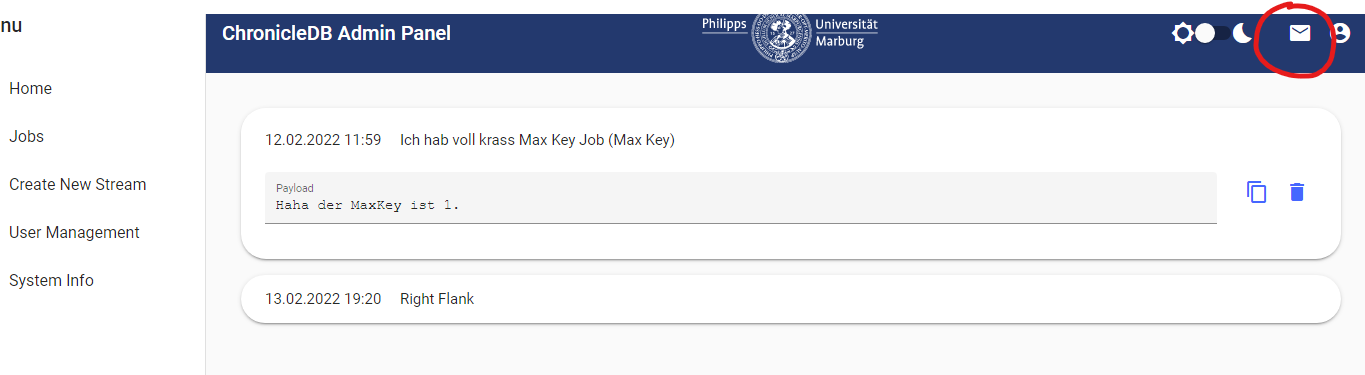 nu
Home
Jobs
Create New Stream
User Management
System Info
ChronicleDB Admin Panel
Philipps
Universität
Marburg
12.02.2022 11:59 Ich hab voll krass Max Key Job (Max Key)
Payload
Haha der MaxKey ist 1.
13.02.2022 19:20 Right Flank